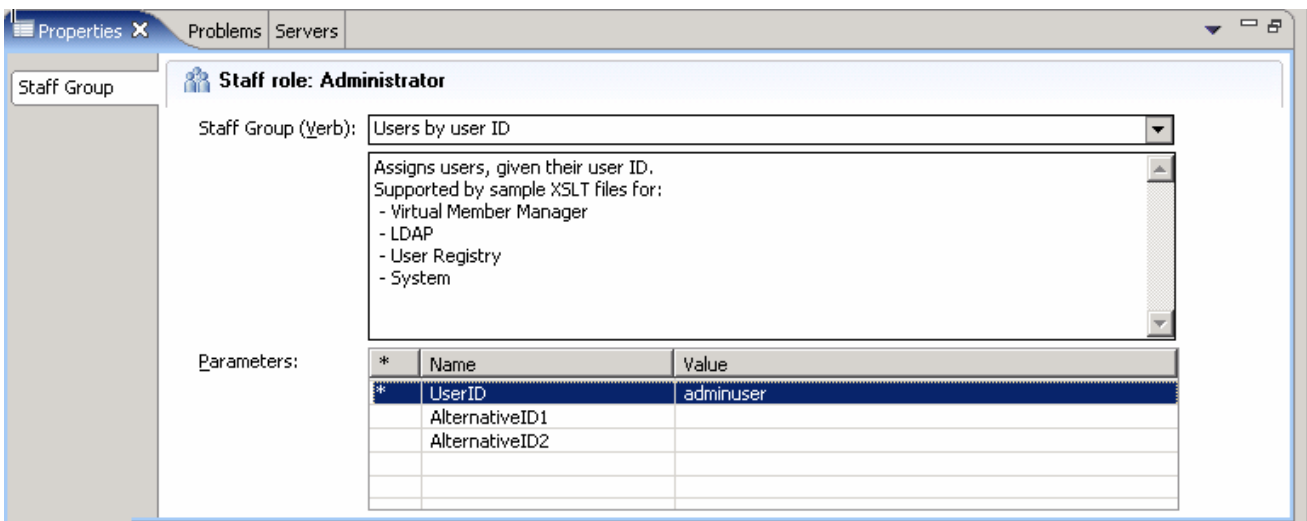 Properties Problems Servers
Staff Group
Staff role: Administrator
Staff Group (Verb): Users by user ID
Assigns users, given their user ID.
Supported by sample XSLT files for:
- Virtual Member Manager
- LDAP
- User Registry
- System
Parameters:
* Name Value
* UserID adminuser
AlternativeID1
AlternativeID2